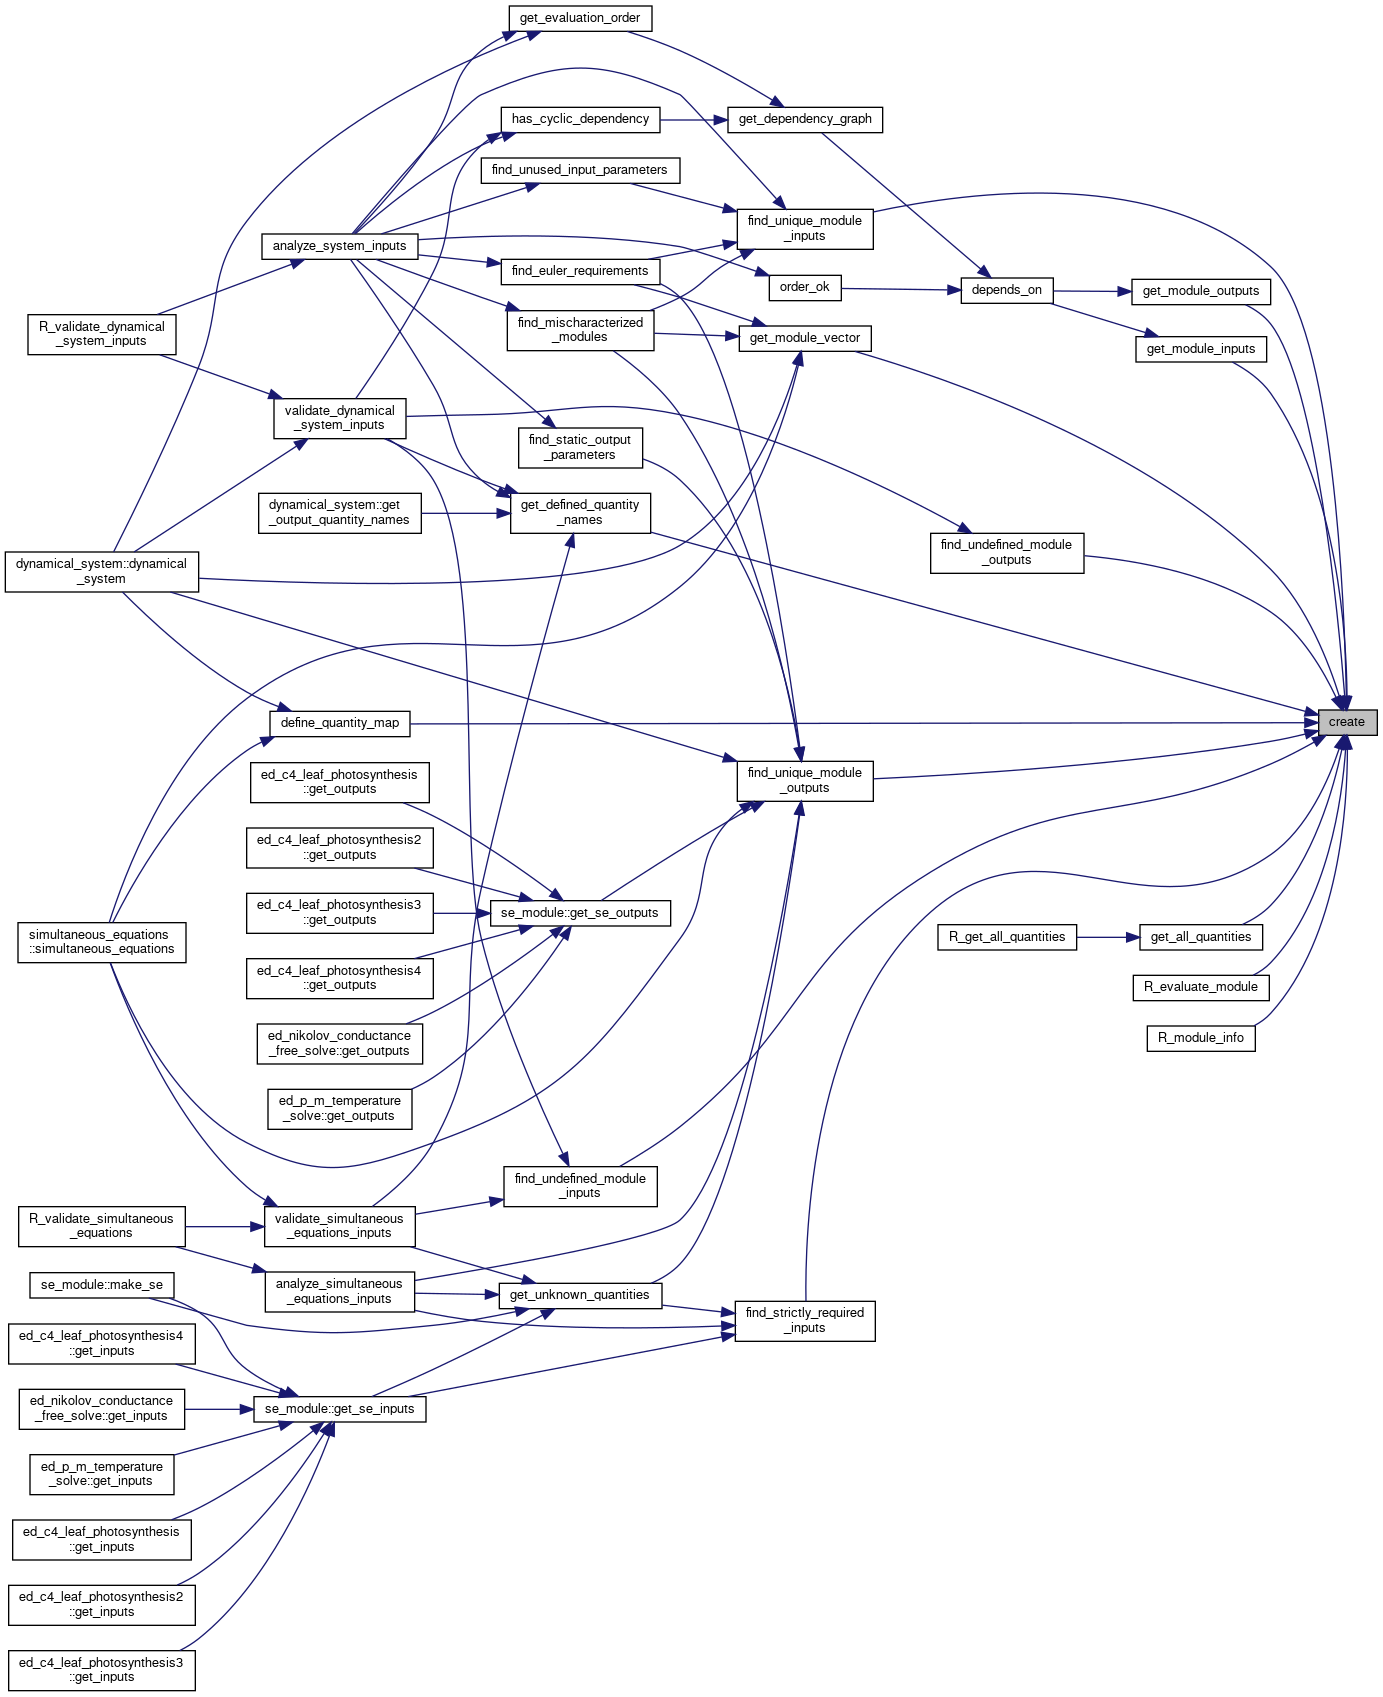 get_evaluation_order
has_cyclic_dependency
get_dependency_graph
find_unused_input_parameters
find_unique_module
_inputs
analyze_system_inputs
find_euler_requirements
order_ok
depends_on
get_module_outputs
R_validate_dynamical
_system_inputs
find_mischaracterized
_modules
get_module_vector
get_module_inputs
validate_dynamical
_system_inputs
find_static_output
_parameters
dynamical_system::get
_output_quantity_names
get_defined_quantity
_names
find_undefined_module
_outputs
dynamical_system::dynamical
_system
define_quantity_map
create
ed_c4_leaf_photosynthesis
::get_outputs
find_unique_module
_outputs
ed_c4_leaf_photosynthesis2
::get_outputs
ed_c4_leaf_photosynthesis3
::get_outputs
se_module::get_se_outputs
simultaneous_equations
::simultaneous_equations
R_get_all_quantities
get_all_quantities
ed_c4_leaf_photosynthesis4
::get_outputs
R_evaluate_module
ed_nikolov_conductance
_free_solve::get_outputs
R_module_info
ed_p_m_temperature
_solve::get_outputs
find_undefined_module
_inputs
R_validate_simultaneous
_equations
validate_simultaneous
_equations_inputs
se_module::make_se
analyze_simultaneous
_equations_inputs
get_unknown_quantities
find_strictly_required
_inputs
ed_c4_leaf_photosynthesis4
::get_inputs
ed_nikolov_conductance
_free_solve::get_inputs
se_module::get_se_inputs
ed_p_m_temperature
_solve::get_inputs
ed_c4_leaf_photosynthesis
::get_inputs
ed_c4_leaf_photosynthesis2
::get_inputs
ed_c4_leaf_photosynthesis3
::get_inputs